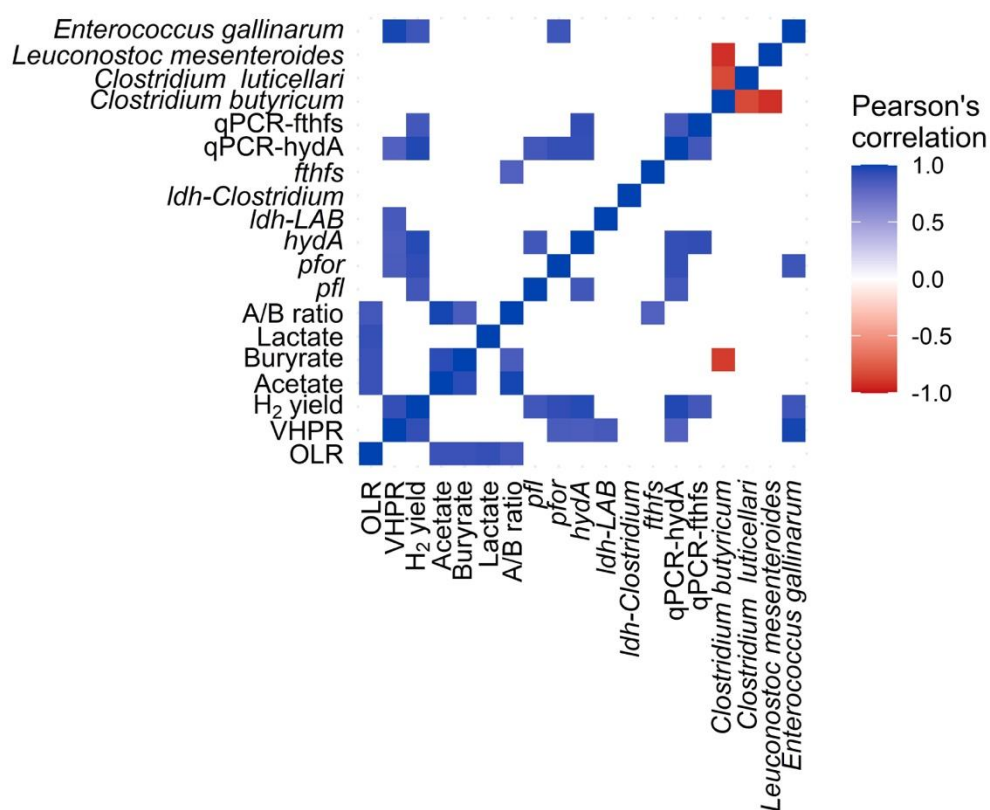 Enterococcus gallinarum
Leuconostoc mesenteroides
Clostridium luticellari
Clostridium butyricum
qPCR-fthfs
qPCR-hydA
fthfs
ldh-Clostridium
ldh-LAB
hydA
pfor
pfl
A/B ratio
Lactate
Buryrate
Acetate
H₂ yield
VHPR
OLR
OLR
VHPR
H₂ yield
Acetate
Buryrate
Lactate
A/B ratio
pfl
pfor
hydA
ldh-LAB
ldh-Clostridium
fthfs
qPCR-hydA
qPCR-fthfs
Clostridium butyricum
Clostridium luticellari
Leuconostoc mesenteroides
Enterococcus gallinarum
Pearson's
correlation
1.0
0.5
0.0
-0.5
-1.0